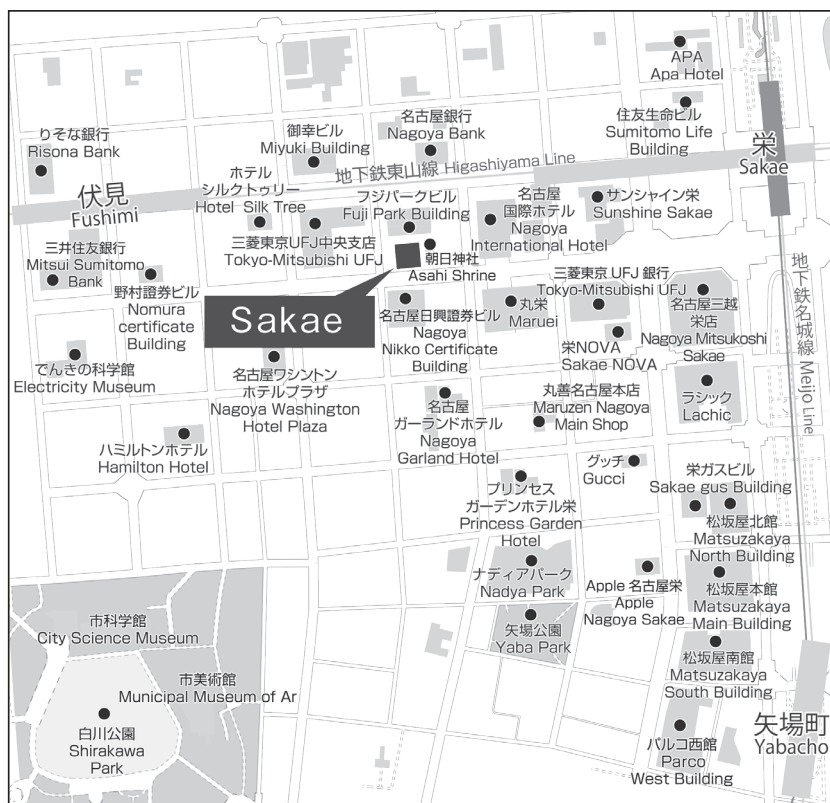 APA
Apa Hotel
住友生命ビル
Sumitomo Life
Building
名古屋銀行
Nagoya Bank
御幸ビル
Miyuki Building
りそな銀行
Risona Bank
栄
Sakae
地下鉄東山線 Higashiyama Line
伏見
Fushimi
ホテル
シルクトゥリー
Hotel Silk Tree
フジパークビル
Fuji Park Building
名古屋
国際ホテル
Nagoya
International Hotel
サンシャイン栄
Sunshine Sakae
三菱東京UFJ中央支店
Tokyo-Mitsubishi UFJ
朝日神社
Asahi Shrine
三井住友銀行
Mitsui Sumitomo
Bank
野村證券ビル
Nomura
certificate
Building
Sakae
名古屋日興證券ビル
Nagoya
Nikko Certificate
Building
丸栄
Maruei
三菱東京 UFJ 銀行
Tokyo-Mitsubishi UFJ
名古屋三越
栄店
Nagoya Mitsukoshi
Sakae
地下鉄名城線 Meijo Line
栄NOVA
Sakae NOVA
でんきの科学館
Electricity Museum
名古屋ワシントン
ホテルプラザ
Nagoya Washington
Hotel Plaza
名古屋
ガーランドホテル
Nagoya
Garland Hotel
丸善名古屋本店
Maruzen Nagoya
Main Shop
ラシック
Lachic
ハミルトンホテル
Hamilton Hotel
グッチ
Gucci
栄ガスビル
Sakae gus Building
プリンセス
ガーデンホテル栄
Princess Garden
Hotel
松坂屋北館
Matsuzakaya
North Building
ナディアパーク
Nadya Park
Apple 名古屋栄
Apple
Nagoya Sakae
松坂屋本館
Matsuzakaya
Main Building
矢場公園
Yaba Park
松坂屋南館
Matsuzakaya
South Building
市科学館
City Science Museum
市美術館
Municipal Museum of Ar
白川公園
Shirakawa
Park
パルコ西館
Parco
West Building
矢場町
Yabacho